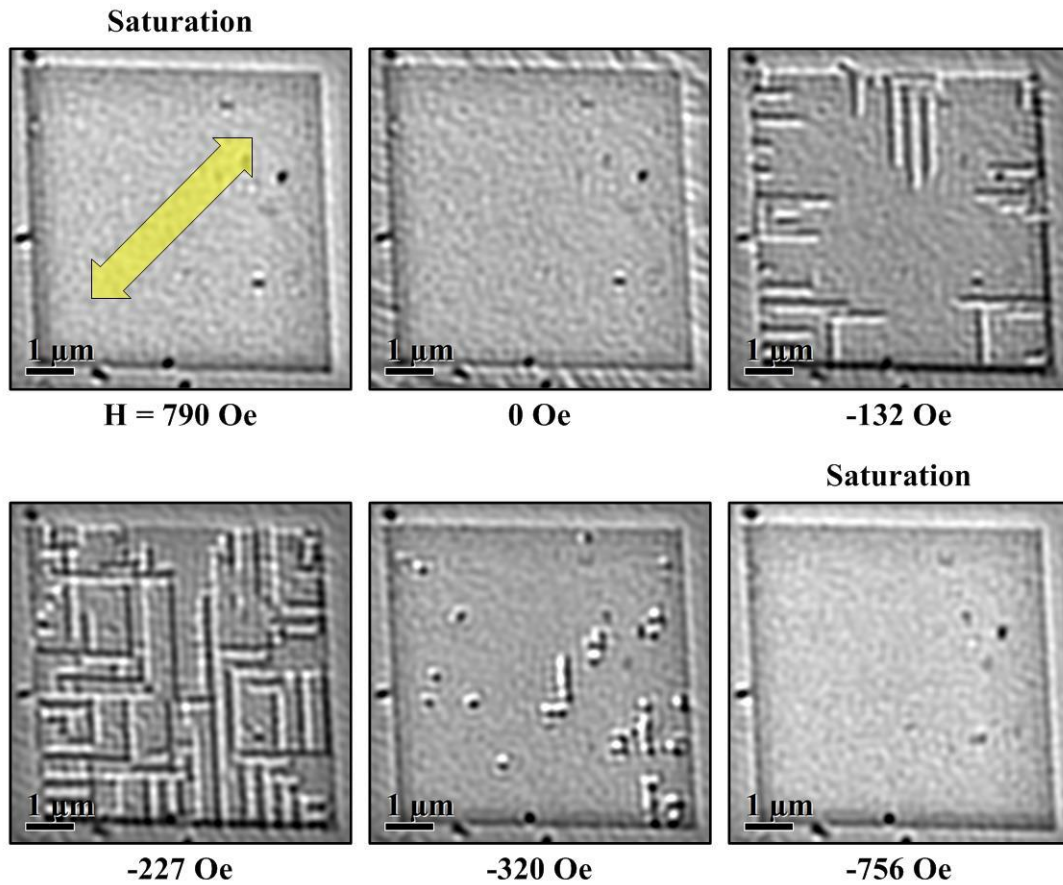 Saturation
1 µm
1 µm
1 µm
H = 790 Oe
0 Oe
-132 Oe
Saturation
1 µm
1 µm
1 µm
-227 Oe
-320 Oe
-756 Oe